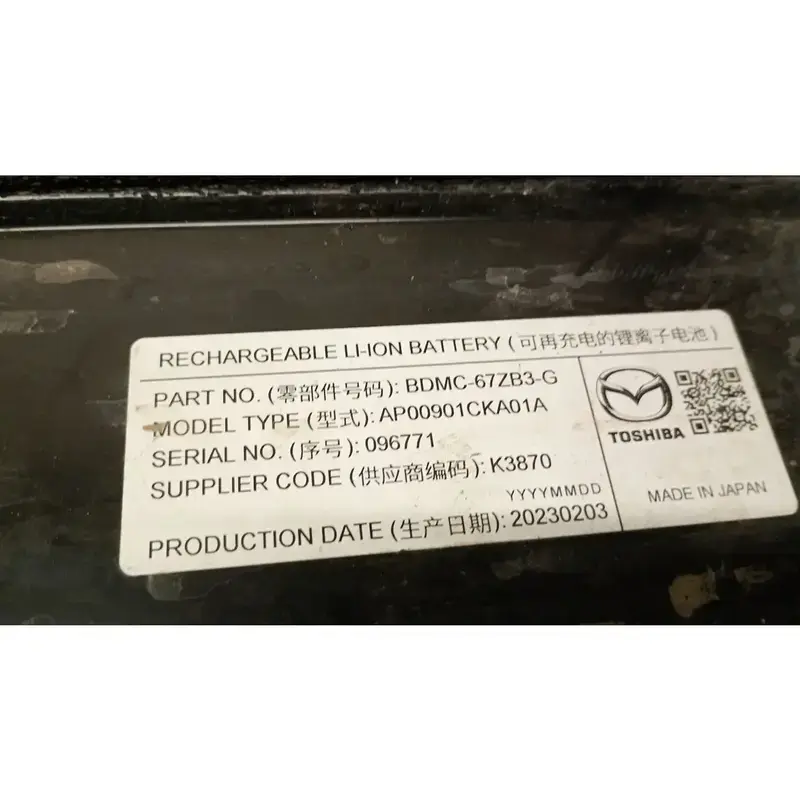 RECHARGEABLE LI-ION BATTERY (可再充电的锂离子电池)
PART NO. (零部件号码): BDMC-67ZB3-G
MODEL TYPE (型式): AP00901CKA01A
SERIAL NO. (序号): 096771
SUPPLIER CODE (供应商编码): K3870
YYYYMMDD
PRODUCTION DATE (生产日期): 20230203
TOSHIBA
MADE IN JAPAN